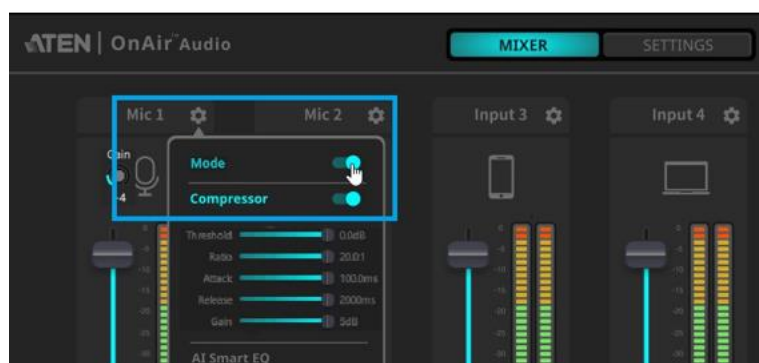 ATEN | OnAir™ Audio
MIXER
SETTINGS
Mic 1
Mic 2
Input 3
Input 4
Gain
Mode
Compressor
Threshold 0.0dB
Ratio 20.0:1
Attack 100.0ms
Release 2000ms
Gain 5dB
AI Smart EQ